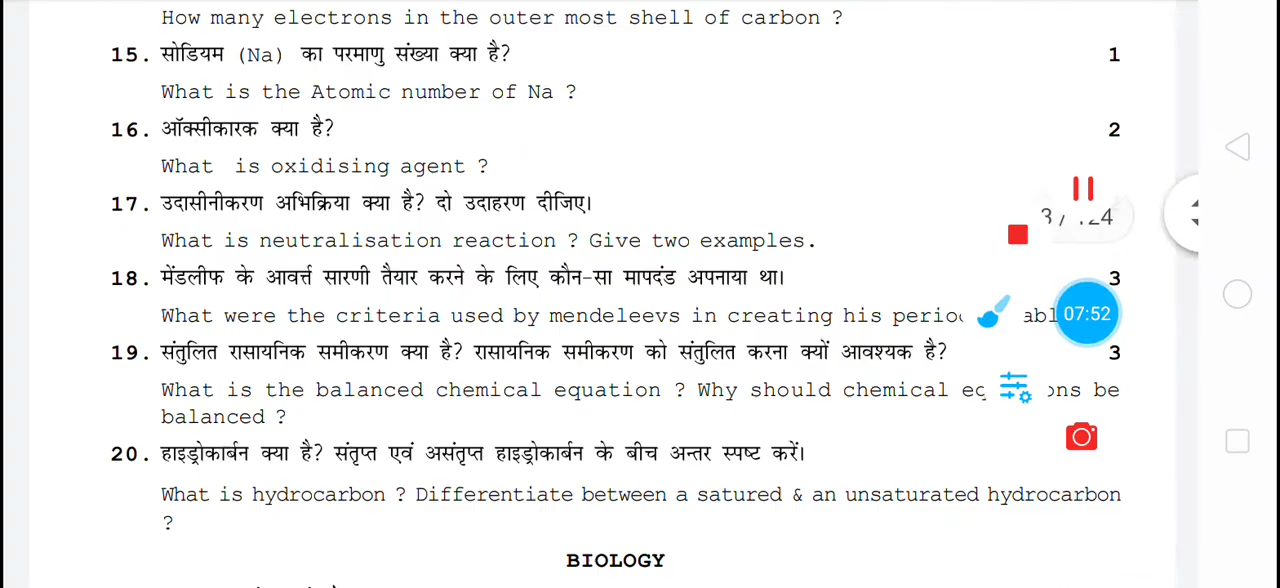 How many electrons in the outer most shell of carbon ?
15. सोडियम (Na) का परमाणु संख्या क्या है? 1
What is the Atomic number of Na ?
16. ऑक्सीकारक क्या है? 2
What is oxidising agent ?
17. उदासीनीकरण अभिक्रिया क्या है? दो उदाहरण दीजिए।
What is neutralisation reaction ? Give two examples.
18. मेंडलीफ के आवर्त्त सारणी तैयार करने के लिए कौन-सा मापदंड अपनाया था। 3
What were the criteria used by mendeleevs in creating his
07:52
19. संतुलित रासायनिक समीकरण क्या है? रासायनिक समीकरण को संतुलित करना क्यों आवश्यक है? 3
What is the balanced chemical equation ? Why should chemical be
balanced ?
20. हाइड्रोकार्बन क्या है? संतृप्त एवं असंतृप्त हाइड्रोकार्बन के बीच अन्तर स्पष्ट करें।
What is hydrocarbon ? Differentiate between a satured & an unsaturated hydrocarbon
?
BIOLOGY